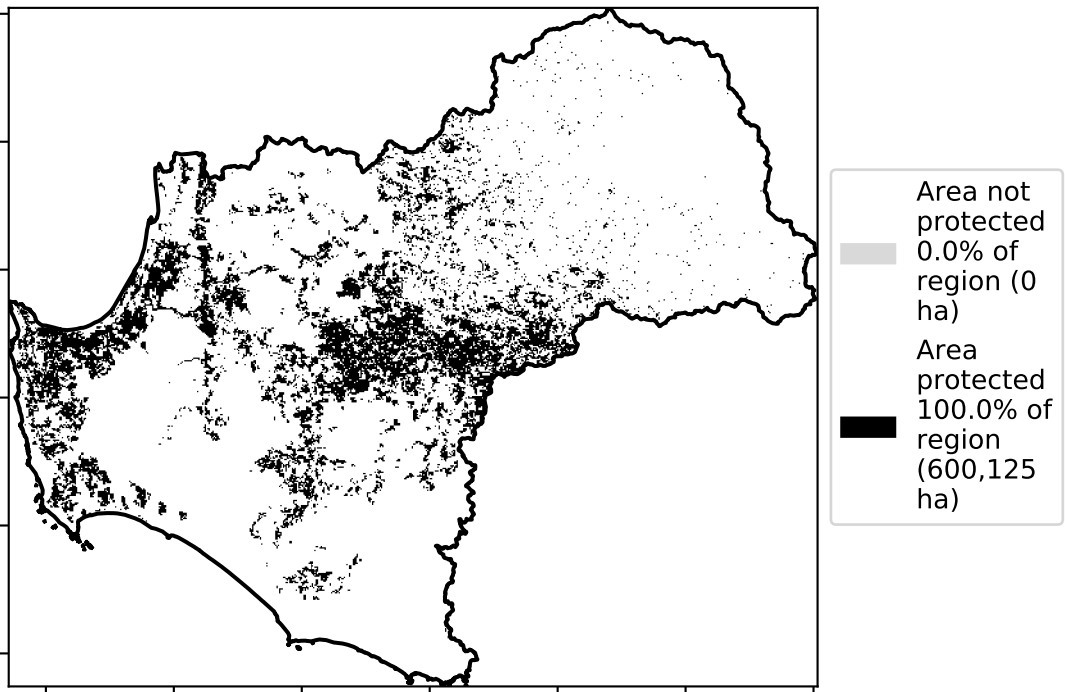 Area not
protected
0.0% of
region (0
ha)
Area
protected
100.0% of
region
(600,125
ha)